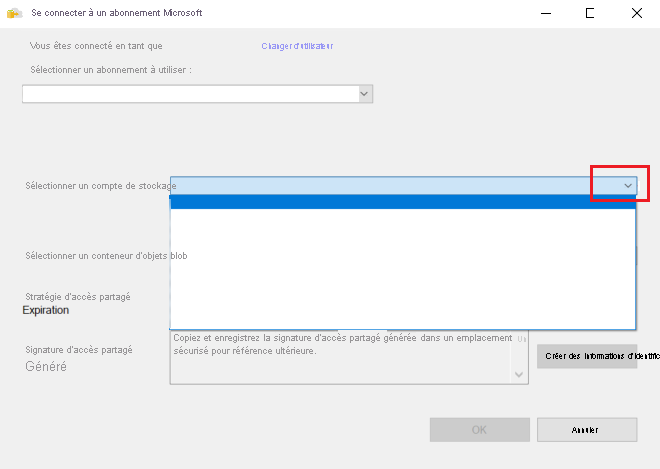 Se connecter à un abonnement Microsoft
Vous êtes connecté en tant que
Changer d'utilisateur
Sélectionner un abonnement à utiliser :
Sélectionner un compte de stockage
Sélectionner un conteneur d'objets blob
Stratégie d'accès partagé
Expiration
Copiez et enregistrez la signature d'accès partagé générée dans un emplacement
sécurisé pour référence ultérieure.
Un
Signature d'accès partagé
Généré
Créer des informations d'identific
OK
Annuler